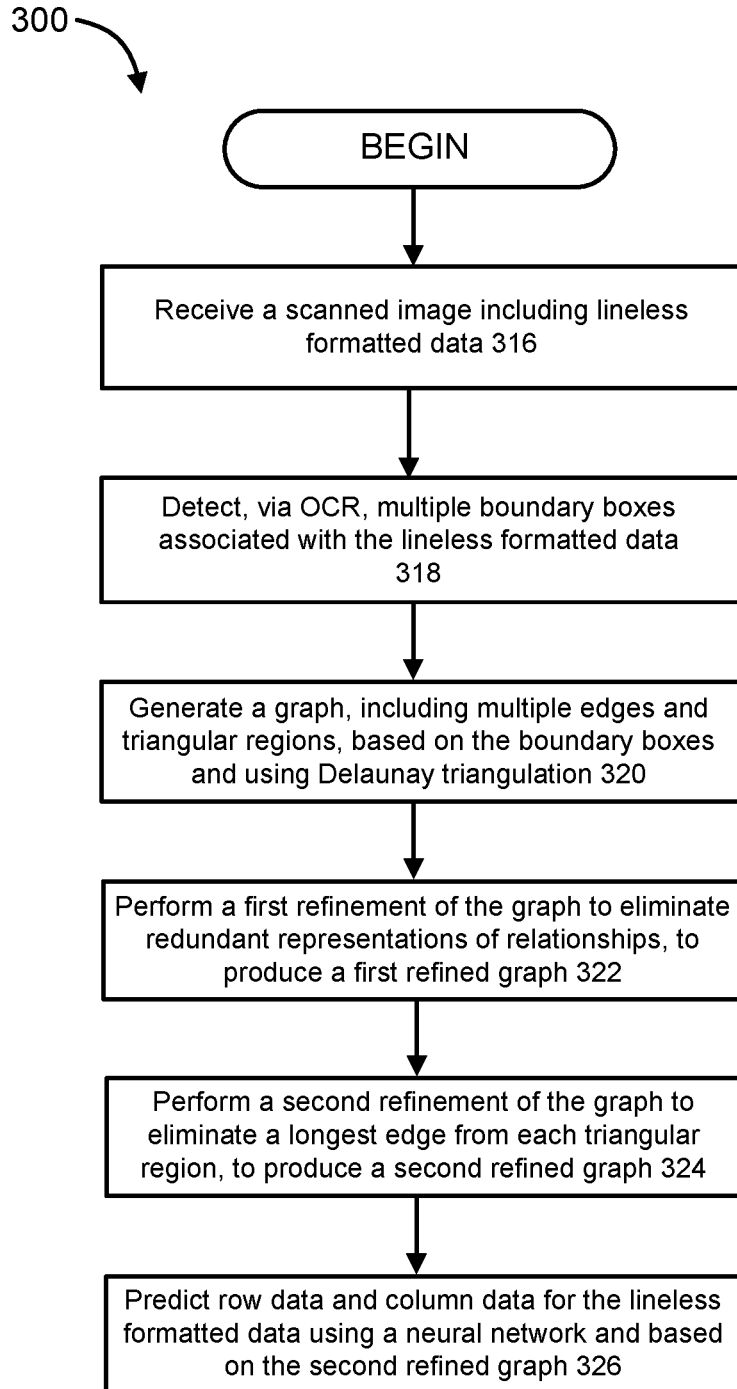 300
BEGIN
Receive a scanned image including lineless
formatted data 316
Detect, via OCR, multiple boundary boxes
associated with the lineless formatted data
318
Generate a graph, including multiple edges and
triangular regions, based on the boundary boxes
and using Delaunay triangulation 320
Perform a first refinement of the graph to eliminate
redundant representations of relationships, to
produce a first refined graph 322
Perform a second refinement of the graph to
eliminate a longest edge from each triangular
region, to produce a second refined graph 324
Predict row data and column data for the lineless
formatted data using a neural network and based
on the second refined graph 326